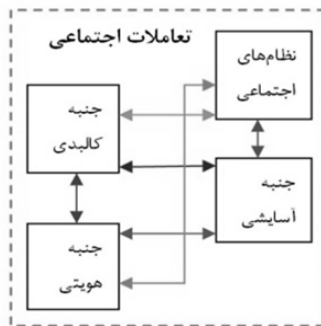 تعاملات اجتماعی
نظام‌های
اجتماعی
جنبه
کالبدی
جنبه
آسایشی
جنبه
هویتی